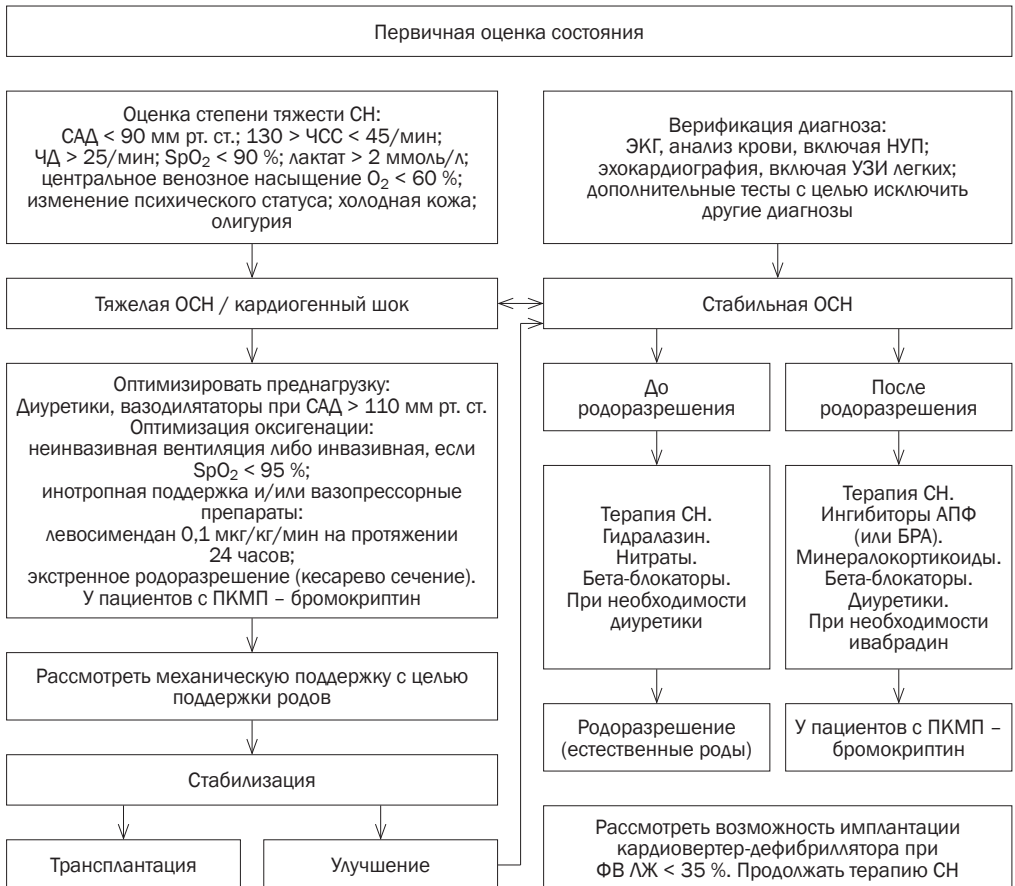 Первичная оценка состояния
Оценка степени тяжести СН:
САД < 90 мм рт. ст.; 130 > ЧСС < 45/мин;
ЧД > 25/мин; SpO₂ < 90 %; лактат > 2 ммоль/л;
центральное венозное насыщение O₂ < 60 %;
изменение психического статуса; холодная кожа;
олигурия
Верификация диагноза:
ЭКГ, анализ крови, включая НУП;
эхокардиография, включая УЗИ легких;
дополнительные тесты с целью исключить
другие диагнозы
Тяжелая ОСН / кардиогенный шок
Стабильная ОСН
Оптимизировать преднагрузку:
Диуретики, вазодилятаторы при САД > 110 мм рт. ст.
Оптимизация оксигенации:
неинвазивная вентиляция либо инвазивная, если
SpO₂ < 95 %;
инотропная поддержка и/или вазопрессорные
препараты:
левосимендан 0,1 мкг/кг/мин на протяжении
24 часов;
экстренное родоразрешение (кесарево сечение).
У пациентов с ПКМП – бромокриптин
До
родоразрешения
После
родоразрешения
Терапия СН.
Гидралазин.
Нитраты.
Бета-блокаторы.
При необходимости
диуретики
Терапия СН.
Ингибиторы АПФ
(или БРА).
Минералокортикоиды.
Бета-блокаторы.
Диуретики.
При необходимости
ивабрадин
Рассмотреть механическую поддержку с целью
поддержки родов
Родоразрешение
(естественные роды)
У пациентов с ПКМП –
бромокриптин
Стабилизация
Трансплантация
Улучшение
Рассмотреть возможность имплантации
кардиовертер-дефибриллятора при
ФВ ЛЖ < 35 %. Продолжать терапию СН